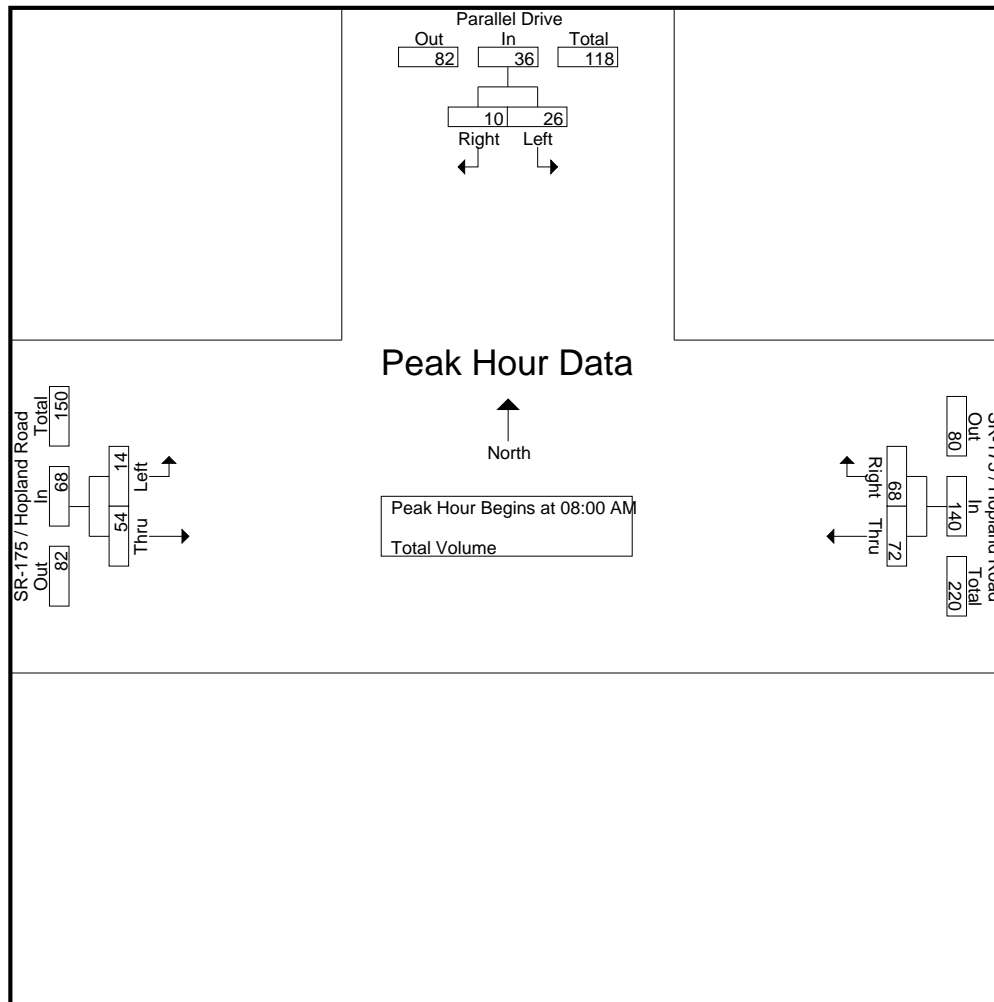 Parallel Drive
Out In Total
82 36 118
10 26
Right Left
Peak Hour Data
North
Peak Hour Begins at 08:00 AM
Total Volume
SR-175 / Hopland Road
Out In Total
82 68 150
54 14
Thru Left
Out In Total
80 140 220
68 72
Right Thru
Hopland Road